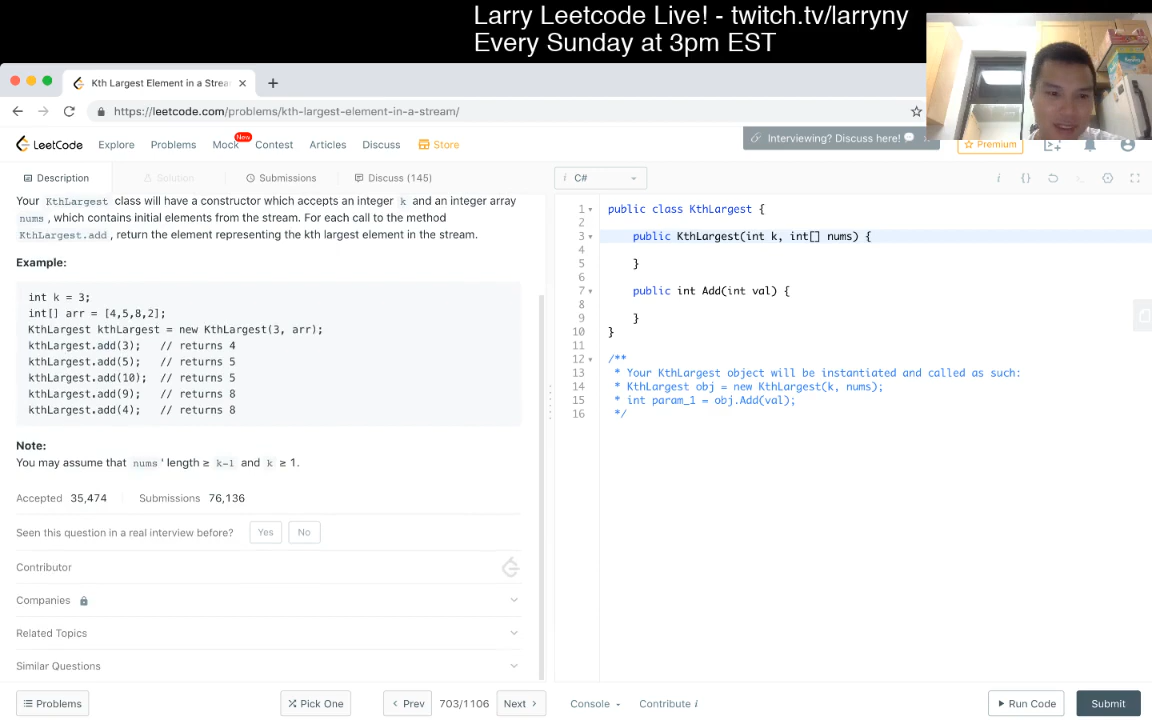 Larry Leetcode Live! - twitch.tv/larryny
Every Sunday at 3pm EST
Kth Largest Element in a Strea
https://leetcode.com/problems/kth-largest-element-in-a-stream/
LeetCode
Explore
Problems
Mock
New
Contest
Articles
Discuss
Store
Interviewing? Discuss here!
Premium
Description
Solution
Submissions
Discuss (145)
i C#
Your KthLargest class will have a constructor which accepts an integer k and an integer array
nums , which contains initial elements from the stream. For each call to the method
KthLargest.add , return the element representing the kth largest element in the stream.
Example:
int k = 3;
int[] arr = [4,5,8,2];
KthLargest kthLargest = new KthLargest(3, arr);
kthLargest.add(3);   // returns 4
kthLargest.add(5);   // returns 5
kthLargest.add(10);  // returns 5
kthLargest.add(9);   // returns 8
kthLargest.add(4);   // returns 8
Note:
You may assume that nums ' length ≥ k-1 and k ≥ 1.
Accepted 35,474 Submissions 76,136
Seen this question in a real interview before? Yes No
Contributor
Companies
Related Topics
Similar Questions
1 public class KthLargest {
2
3 public KthLargest(int k, int[] nums) {
4
5 }
6
7 public int Add(int val) {
8
9 }
10 }
11
12 /**
13 * Your KthLargest object will be instantiated and called as such:
14 * KthLargest obj = new KthLargest(k, nums);
15 * int param_1 = obj.Add(val);
16 */
Problems
Pick One
Prev
703/1106
Next
Console
Contribute i
Run Code
Submit